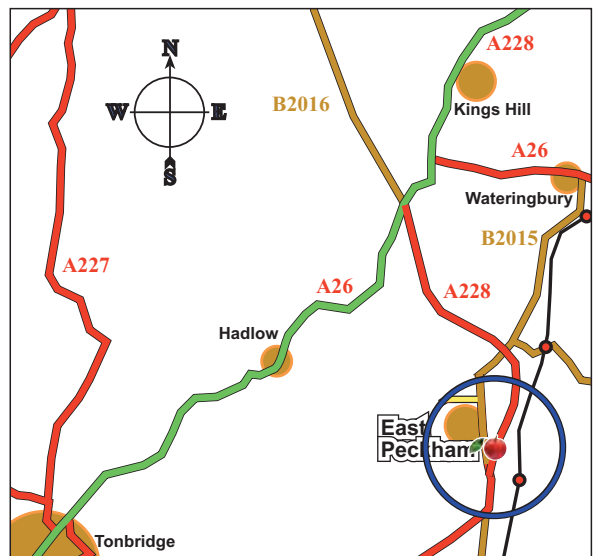 A228
N
W
E
S
B2016
Kings Hill
A26
Wateringbury
B2015
A227
A26
A228
Hadlow
East
Peckham
Tonbridge